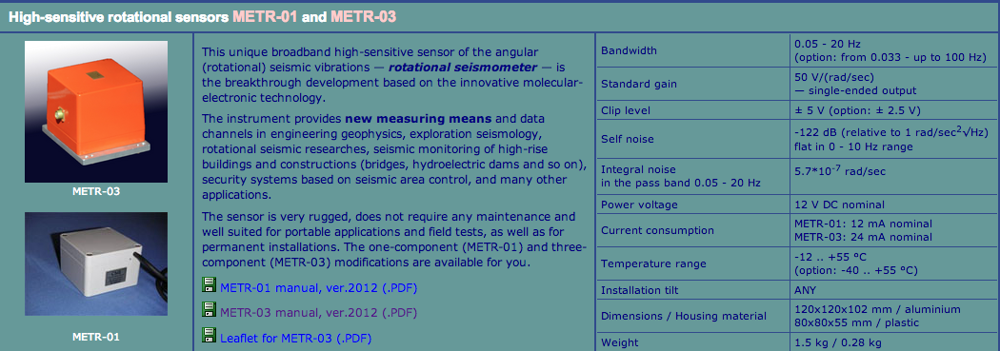 High-sensitive rotational sensors METR-01 and METR-03
METR-03
METR-01
This unique broadband high-sensitive sensor of the angular
(rotational) seismic vibrations — rotational seismometer — is
the breakthrough development based on the innovative molecular-
electronic technology.
The instrument provides new measuring means and data
channels in engineering geophysics, exploration seismology,
rotational seismic researches, seismic monitoring of high-rise
buildings and constructions (bridges, hydroelectric dams and so on),
security systems based on seismic area control, and many other
applications.
The sensor is very rugged, does not require any maintenance and
well suited for portable applications and field tests, as well as for
permanent installations. The one-component (METR-01) and three-
component (METR-03) modifications are available for you.
METR-01 manual, ver.2012 (.PDF)
METR-03 manual, ver.2012 (.PDF)
Leaflet for METR-03 (.PDF)
Bandwidth
0.05 - 20 Hz
(option: from 0.033 - up to 100 Hz)
Standard gain
50 V/(rad/sec)
— single-ended output
Clip level
± 5 V (option: ± 2.5 V)
Self noise
-122 dB (relative to 1 rad/sec²√Hz)
flat in 0 - 10 Hz range
Integral noise
in the pass band 0.05 - 20 Hz
5.7*10⁻⁷ rad/sec
Power voltage
12 V DC nominal
Current consumption
METR-01: 12 mA nominal
METR-03: 24 mA nominal
Temperature range
-12 .. +55 ºC
(option: -40 .. +55 ºC)
Installation tilt
ANY
Dimensions / Housing material
120x120x102 mm / aluminium
80x80x55 mm / plastic
Weight
1.5 kg / 0.28 kg